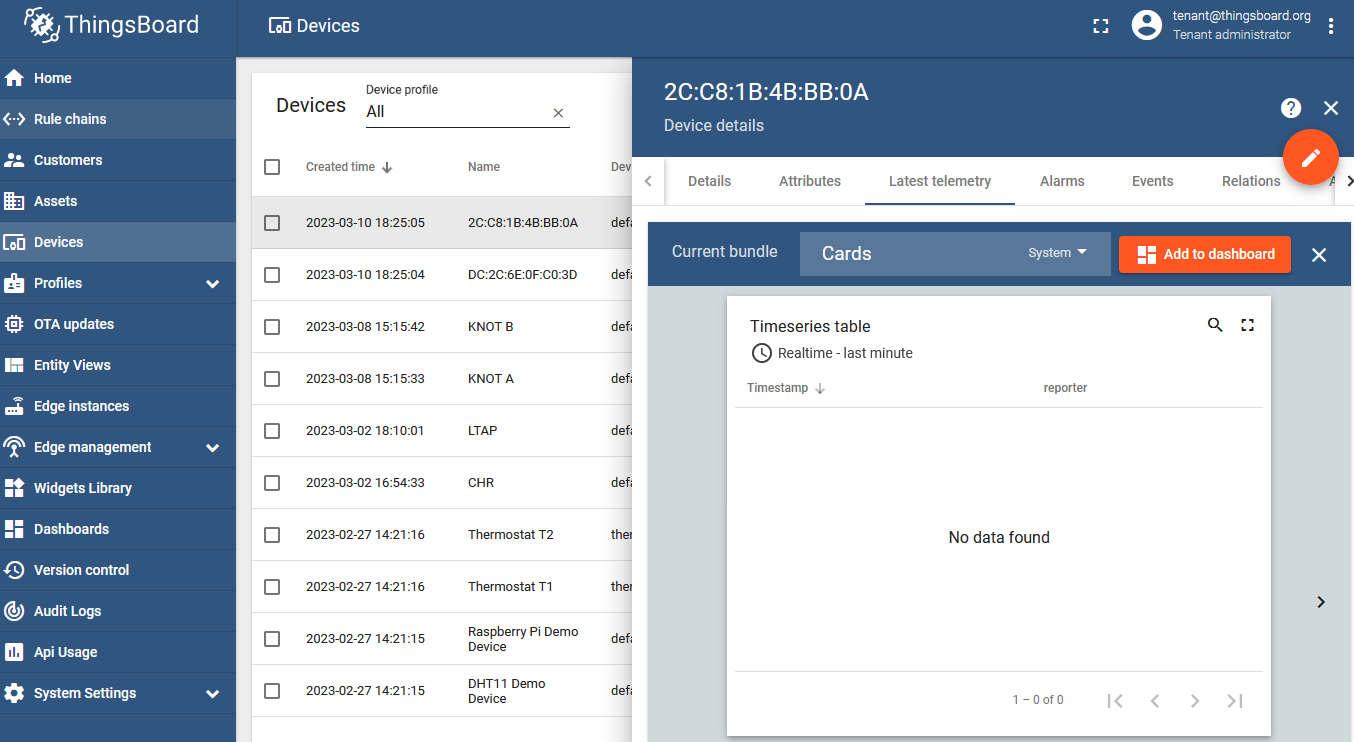 ThingsBoard
Devices
tenant@thingsboard.org
Tenant administrator
Home
Rule chains
Customers
Assets
Devices
Profiles
OTA updates
Entity Views
Edge instances
Edge management
Widgets Library
Dashboards
Version control
Audit Logs
Api Usage
System Settings
Devices
Device profile
All
Created time Name Dev
2023-03-10 18:25:05 2C:C8:1B:4B:BB:0A defa
2023-03-10 18:25:04 DC:2C:6E:0F:C0:3D defa
2023-03-08 15:15:42 KNOT B defa
2023-03-08 15:15:33 KNOT A defa
2023-03-02 18:10:01 LTAP defa
2023-03-02 16:54:33 CHR defa
2023-02-27 14:21:16 Thermostat T2 ther
2023-02-27 14:21:16 Thermostat T1 ther
2023-02-27 14:21:15 Raspberry Pi Demo Device defa
2023-02-27 14:21:15 DHT11 Demo Device defa
2C:C8:1B:4B:BB:0A
Device details
Details Attributes Latest telemetry Alarms Events Relations A
Current bundle Cards System Add to dashboard
Timeseries table
Realtime - last minute
Timestamp reporter
No data found
1 – 0 of 0